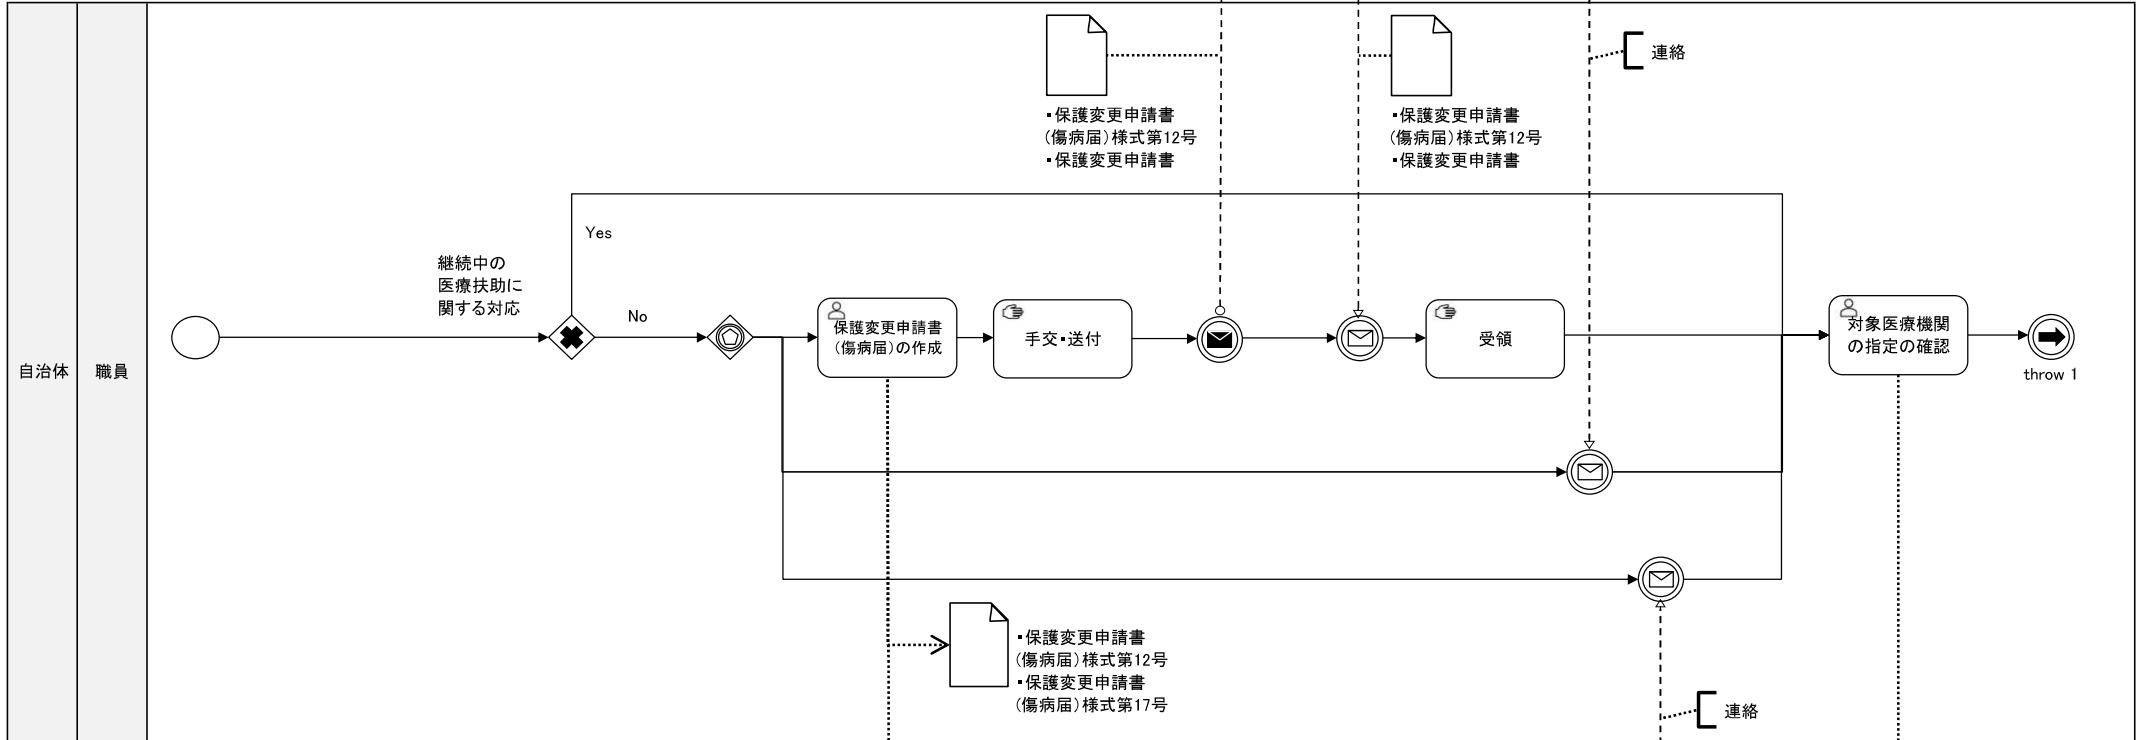 自治体
職員
継続中の
医療扶助に
関する対応
Yes
No
保護変更申請書
(傷病届)の作成
手交・送付
・保護変更申請書
(傷病届)様式第12号
・保護変更申請書
・保護変更申請書
(傷病届)様式第12号
・保護変更申請書
連絡
受領
対象医療機関
の指定の確認
throw 1
・保護変更申請書
(傷病届)様式第12号
・保護変更申請書
(傷病届)様式第17号
連絡